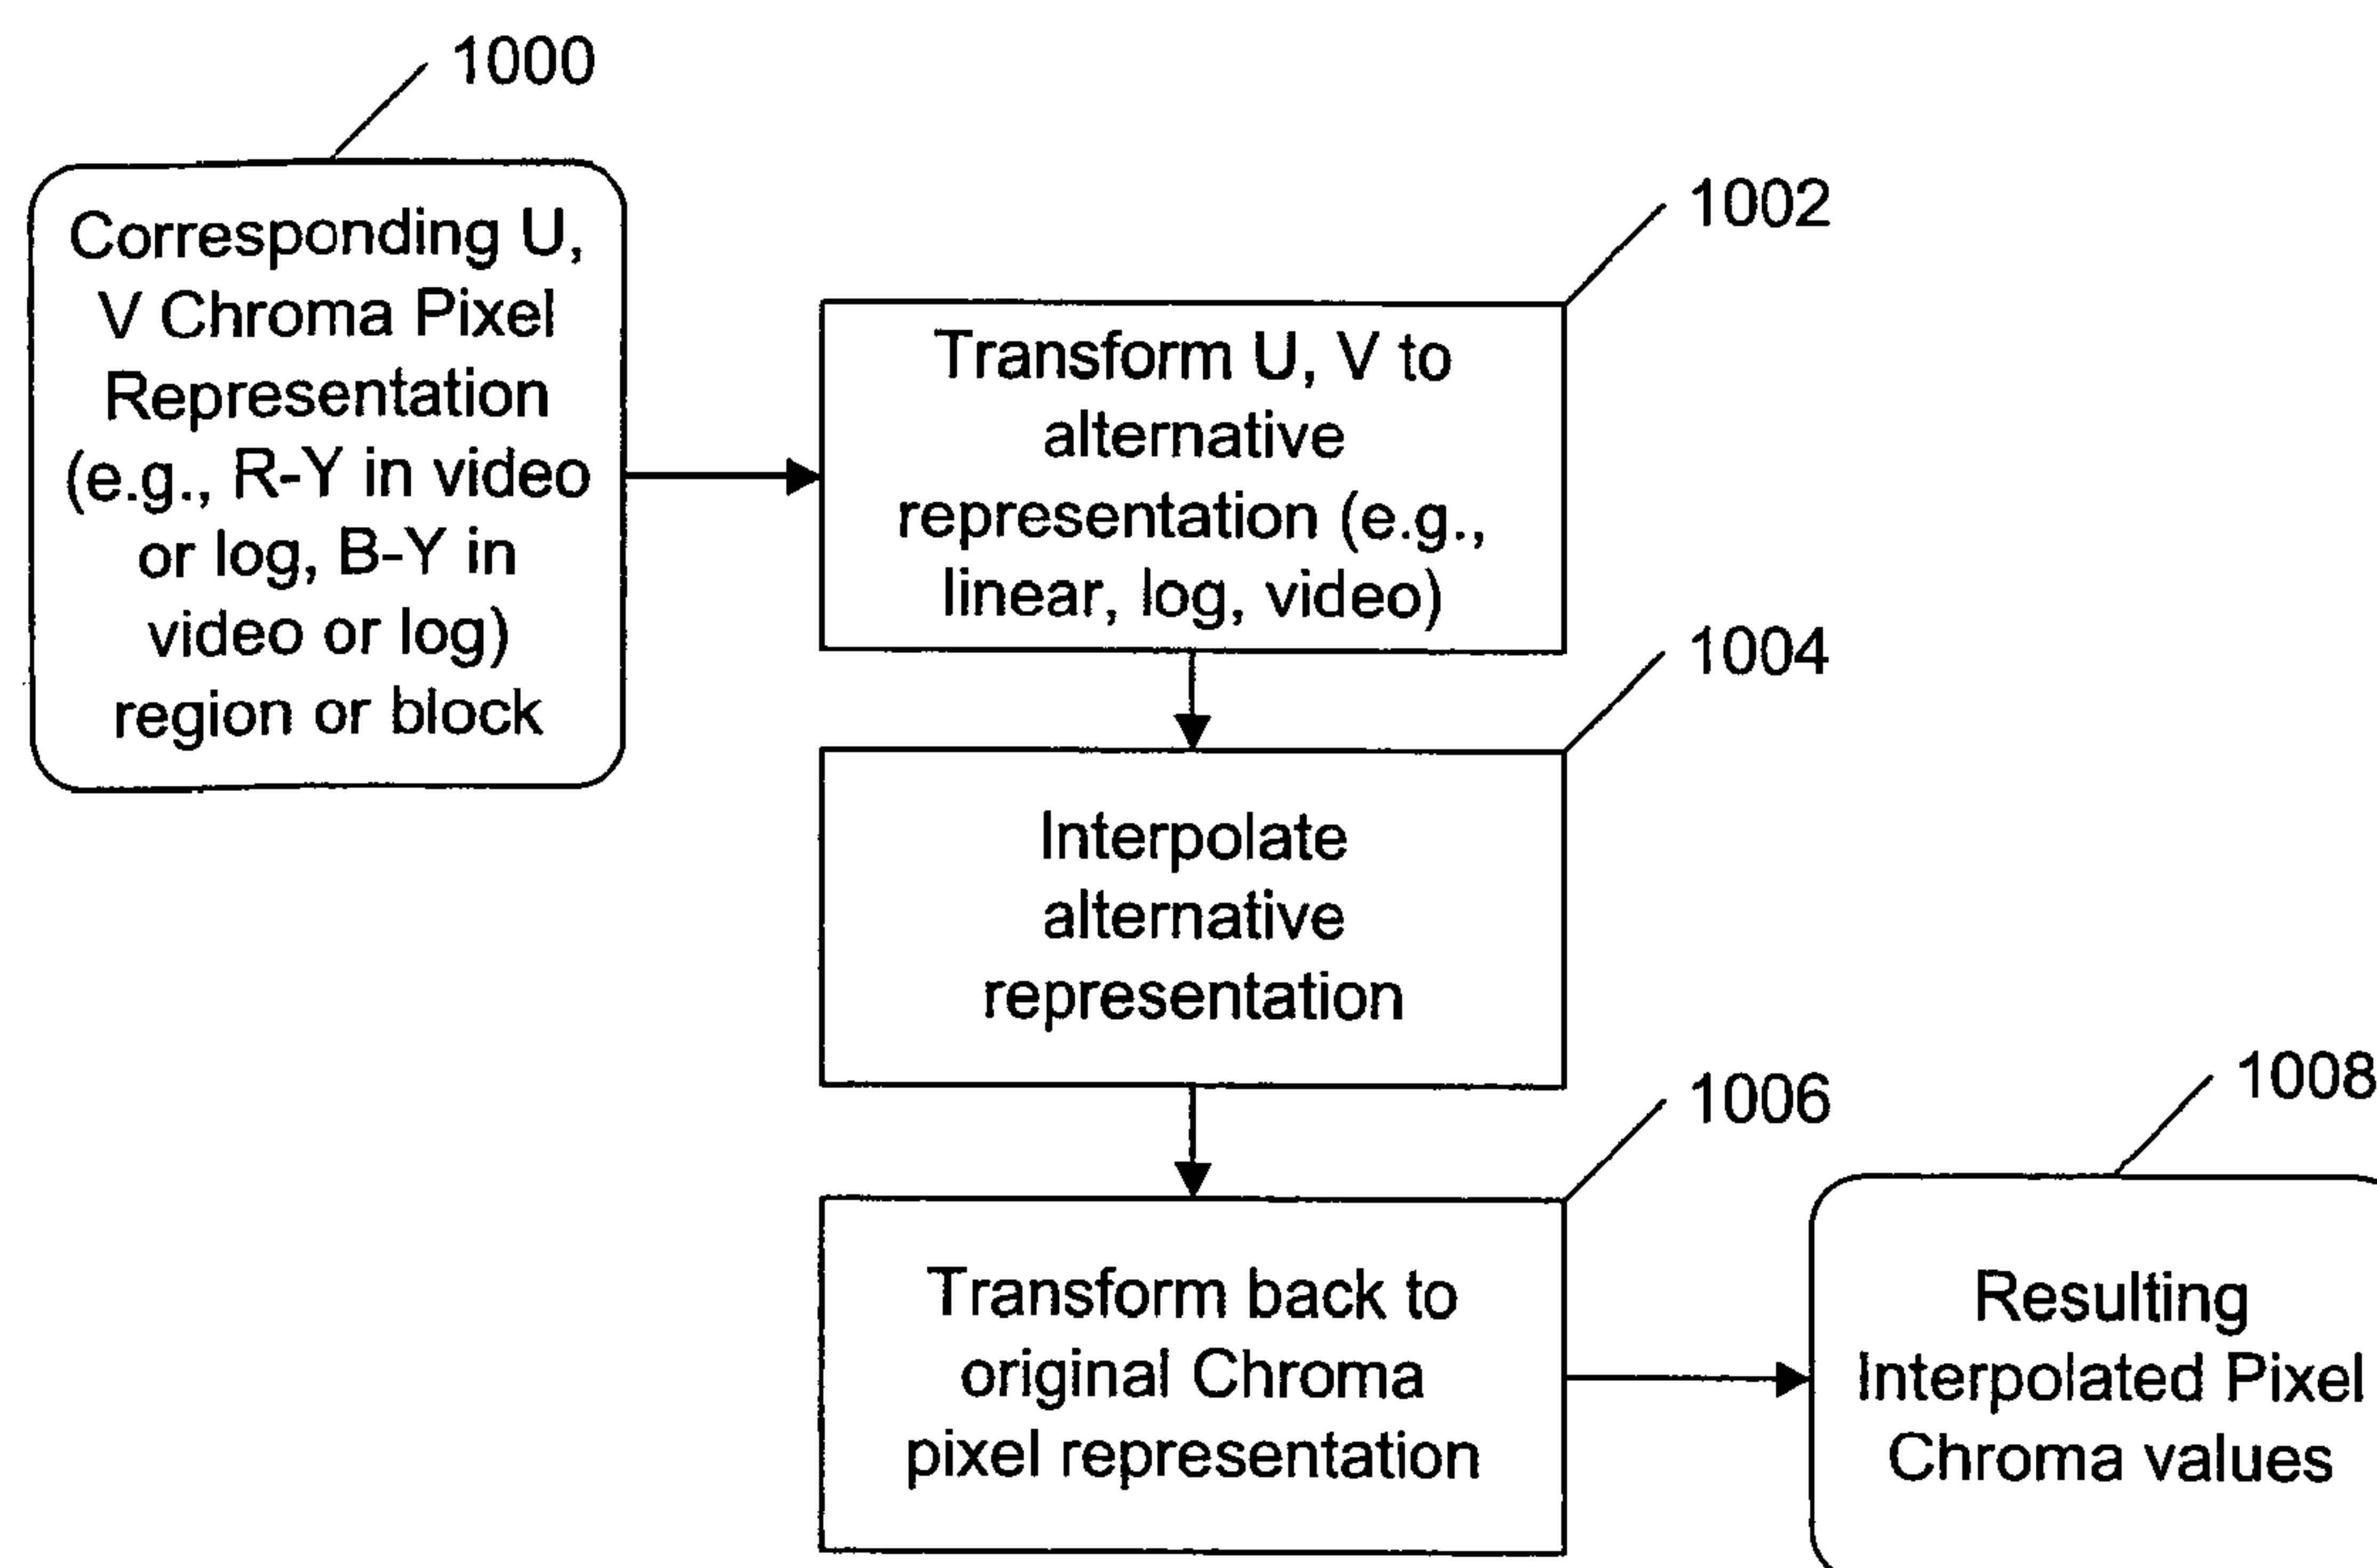 1000
Corresponding U,
V Chroma Pixel
Representation
(e.g., R-Y in video
or log, B-Y in
video or log)
region or block
1002
Transform U, V to
alternative
representation (e.g.,
linear, log, video)
1004
Interpolate
alternative
representation
1006
Transform back to
original Chroma
pixel representation
1008
Resulting
Interpolated Pixel
Chroma values